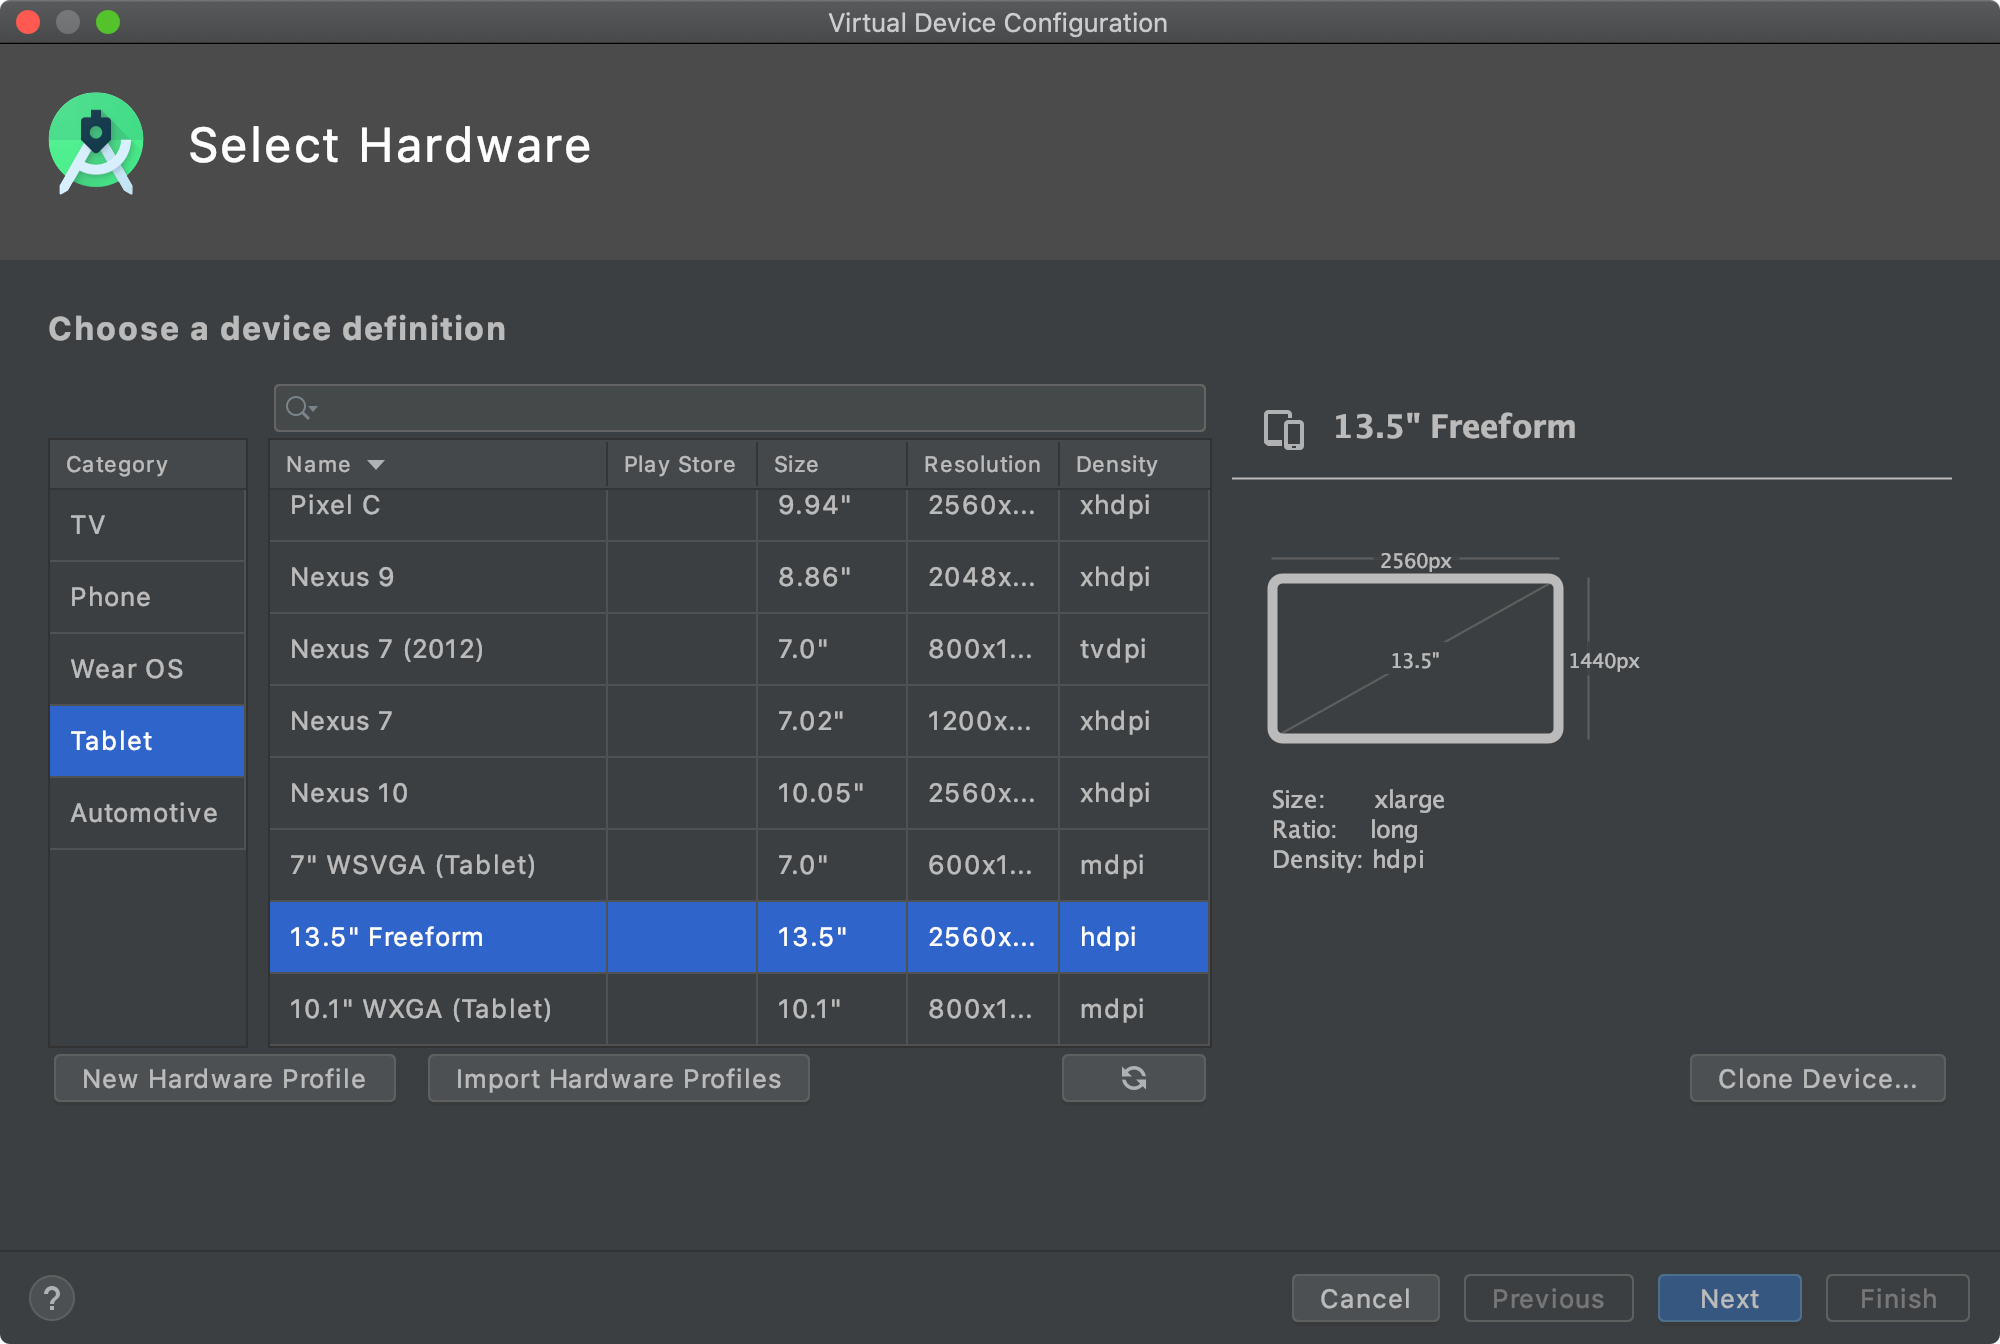 Virtual Device Configuration
Select Hardware
Choose a device definition
Category
TV
Phone
Wear OS
Tablet
Automotive
Name Play Store Size Resolution Density
Pixel C 9.94" 2560x... xhdpi
Nexus 9 8.86" 2048x... xhdpi
Nexus 7 (2012) 7.0" 800x1... tvdpi
Nexus 7 7.02" 1200x... xhdpi
Nexus 10 10.05" 2560x... xhdpi
7" WSVGA (Tablet) 7.0" 600x1... mdpi
13.5" Freeform 13.5" 2560x... hdpi
10.1" WXGA (Tablet) 10.1" 800x1... mdpi
New Hardware Profile Import Hardware Profiles
13.5" Freeform
2560px
13.5"
1440px
Size: xlarge
Ratio: long
Density: hdpi
Clone Device...
? Cancel Previous Next Finish